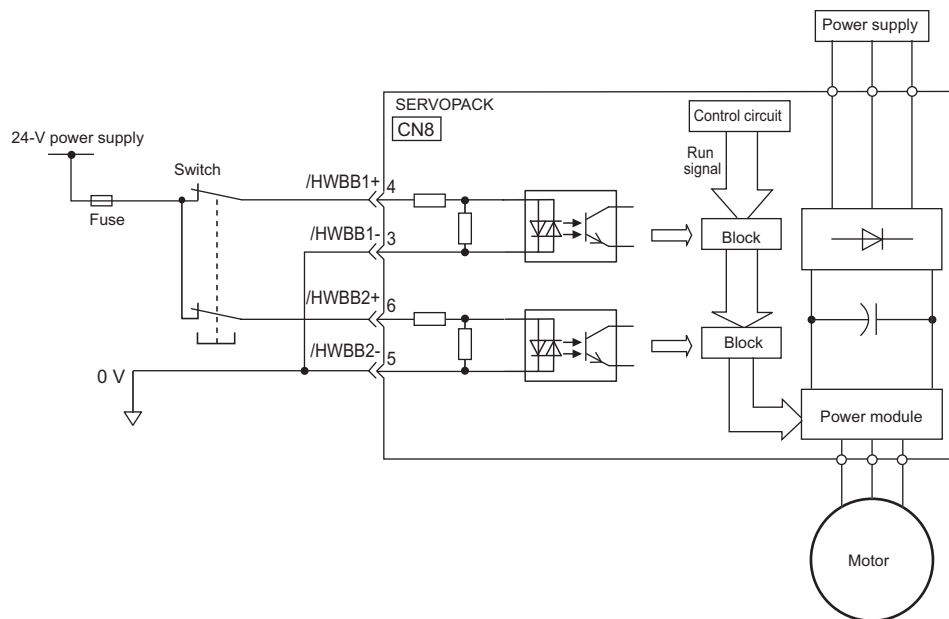 Power supply
SERVOPACK
CN8
Control circuit
24-V power supply
Switch
Run
signal
/HWBB1+
4
Fuse
/HWBB1-
3
Block
/HWBB2+
6
/HWBB2-
5
Block
0 V
Power module
Motor